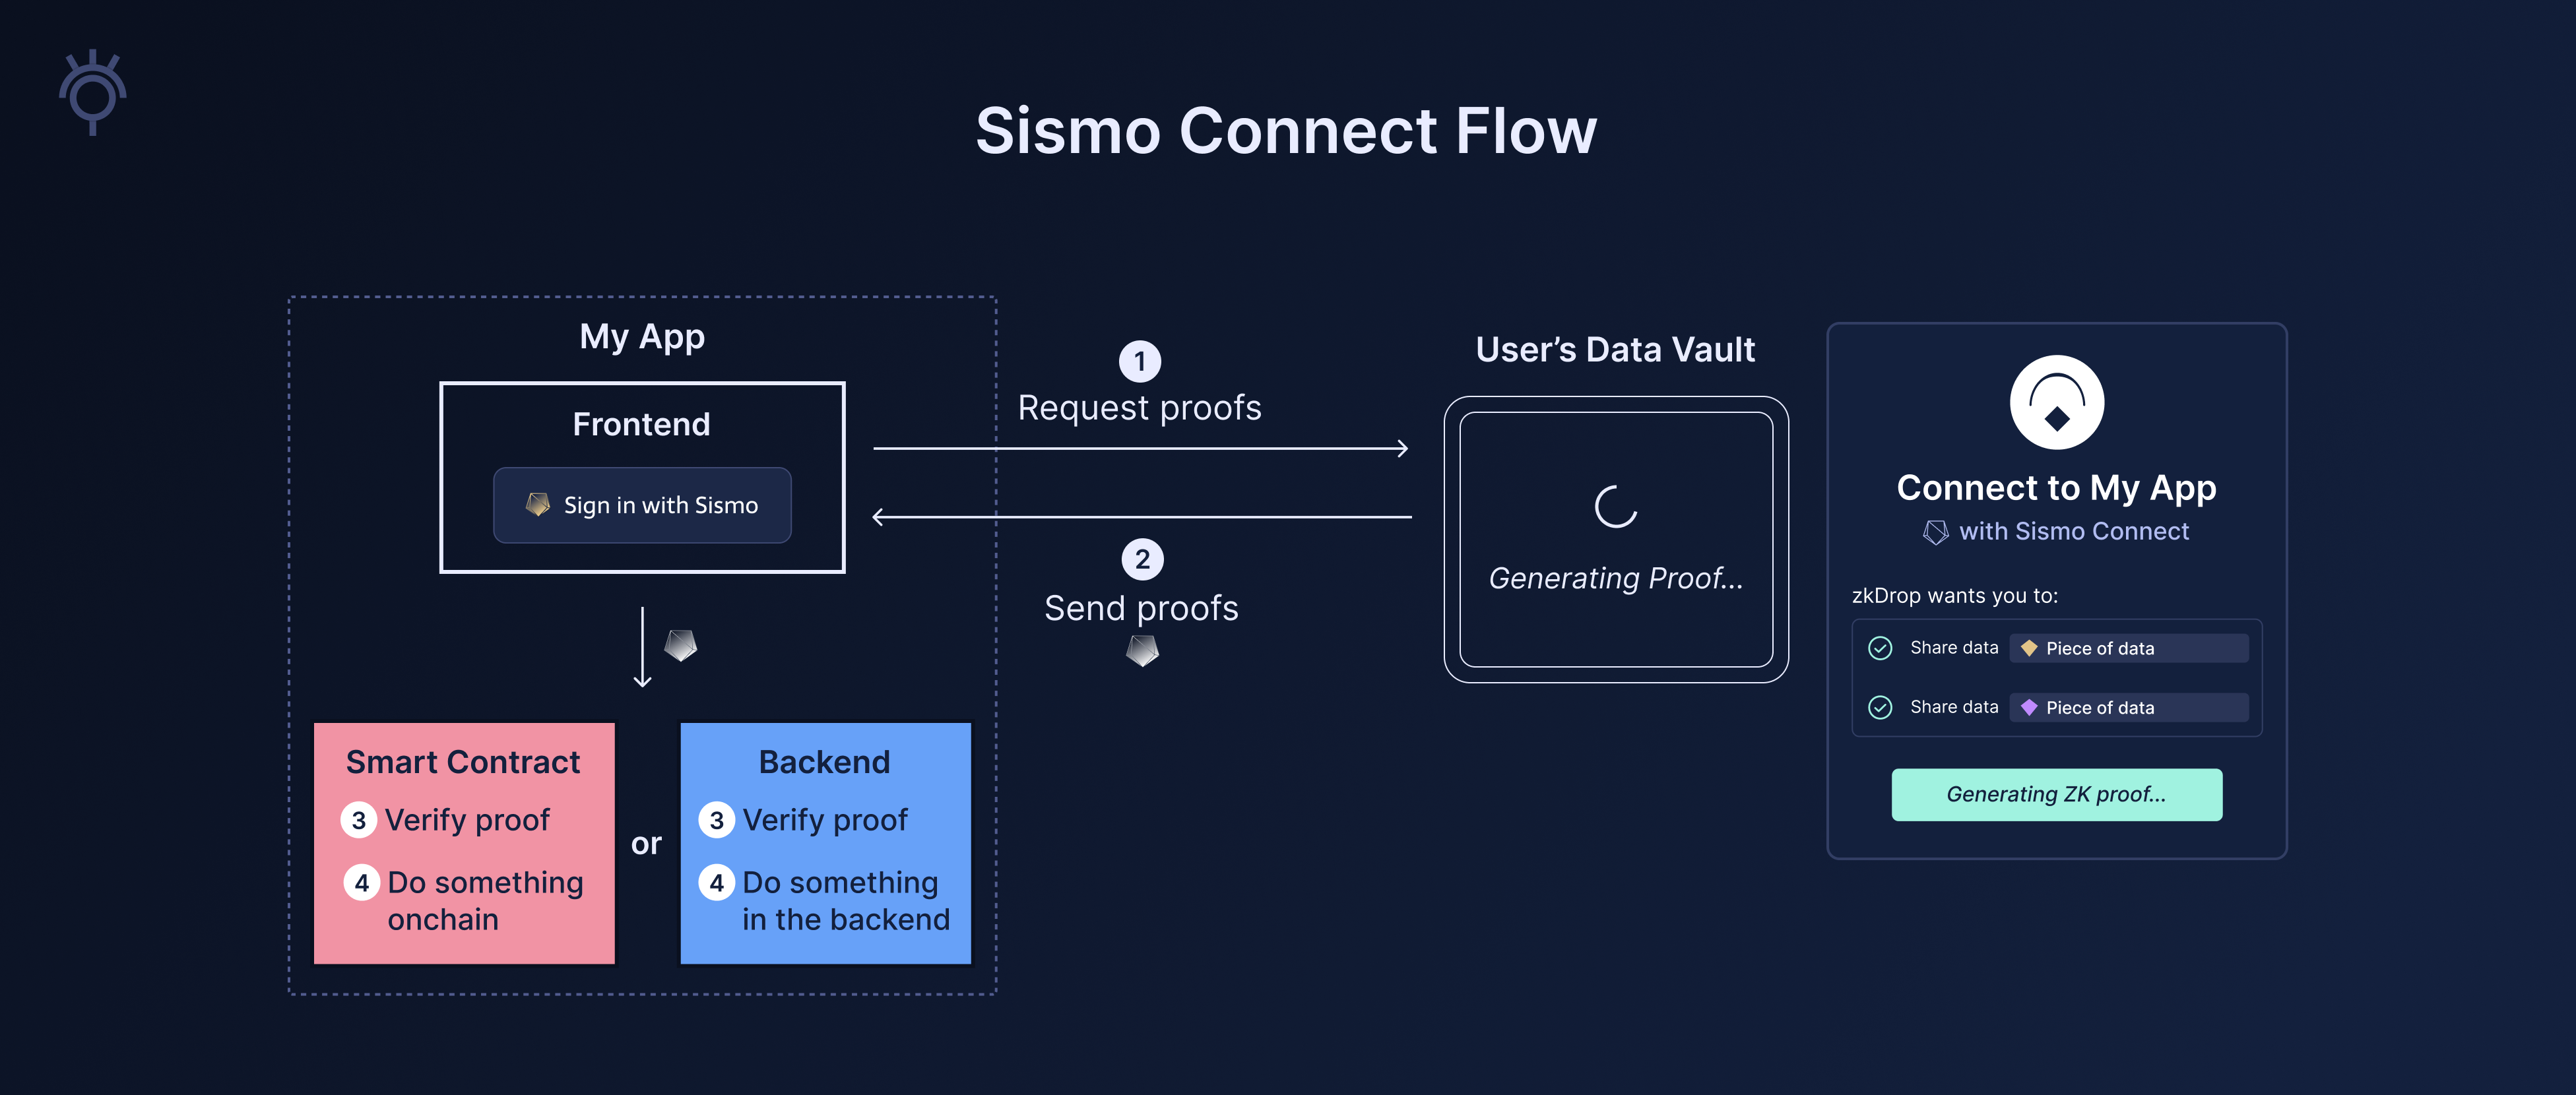 Sismo Connect Flow
My App
Frontend
Sign in with Sismo
1
Request proofs
2
Send proofs
Smart Contract
3 Verify proof
4 Do something
onchain
or
Backend
3 Verify proof
4 Do something
in the backend
User’s Data Vault
Generating Proof...
Connect to My App
with Sismo Connect
zkDrop wants you to:
Share data Piece of data
Share data Piece of data
Generating ZK proof...